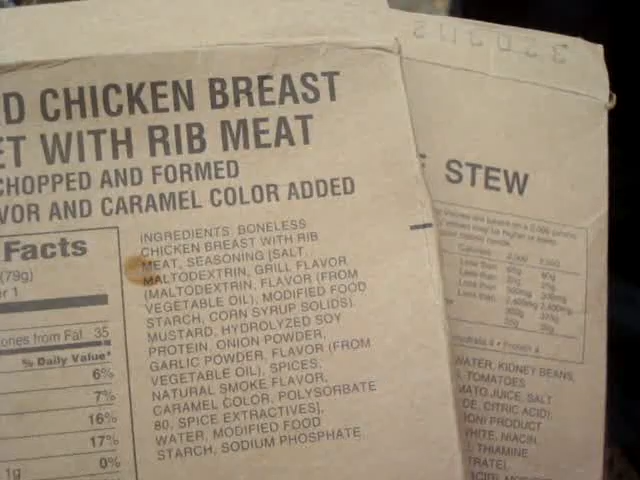 D CHICKEN BREAST
ET WITH RIB MEAT
CHOPPED AND FORMED
VOR AND CARAMEL COLOR ADDED
Facts
(79g)
r 1
ories from Fat 35
% Daily Value*
6%
7%
16%
17%
1g 0%
INGREDIENTS: BONELESS
CHICKEN BREAST WITH RIB
MEAT, SEASONING [SALT,
MALTODEXTRIN, GRILL FLAVOR
(MALTODEXTRIN, FLAVOR (FROM
VEGETABLE OIL), MODIFIED FOOD
STARCH, CORN SYRUP SOLIDS),
MUSTARD, HYDROLYZED SOY
PROTEIN, ONION POWDER,
GARLIC POWDER, FLAVOR (FROM
VEGETABLE OIL), SPICES,
NATURAL SMOKE FLAVOR,
CARAMEL COLOR, POLYSORBATE
80, SPICE EXTRACTIVES],
WATER, MODIFIED FOOD
STARCH, SODIUM PHOSPHATE
STEW
Calories 2,000 2,500
Less than
Less than
Less than
Less than
WATER, KIDNEY BEANS,
TOMATOES
MATO JUICE, SALT
DE, CITRIC ACID),
ION) PRODUCT
HITE, NIACIN,
THIAMINE
TRATE),